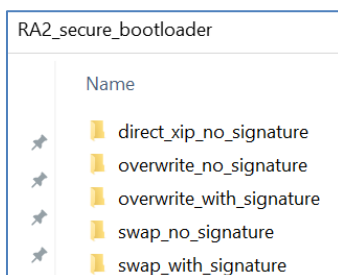 RA2_secure_bootloader
Name
direct_xip_no_signature
overwrite_no_signature
overwrite_with_signature
swap_no_signature
swap_with_signature